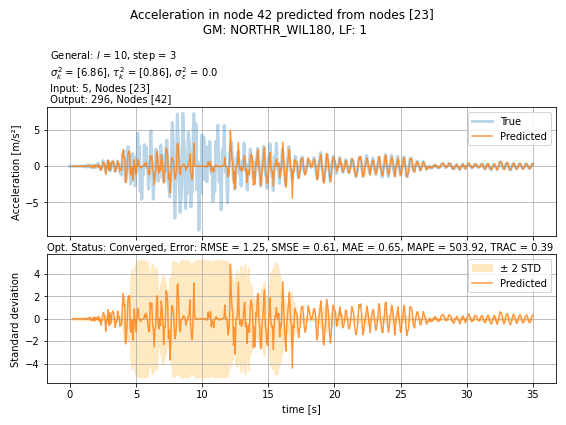 Acceleration in node 42 predicted from nodes [23]
GM: NORTHR_WIL180, LF: 1
General: l = 10, step = 3
σ²ₖ = [6.86], τ²ₖ = [0.86], σ²ε = 0.0
Input: 5, Nodes [23]
Output: 296, Nodes [42]
Acceleration [m/s²]
5
0
−5
True
Predicted
Opt. Status: Converged, Error: RMSE = 1.25, SMSE = 0.61, MAE = 0.65, MAPE = 503.92, TRAC = 0.39
Standard deviation
4
2
0
−2
−4
± 2 STD
Predicted
0 5 10 15 20 25 30 35
time [s]